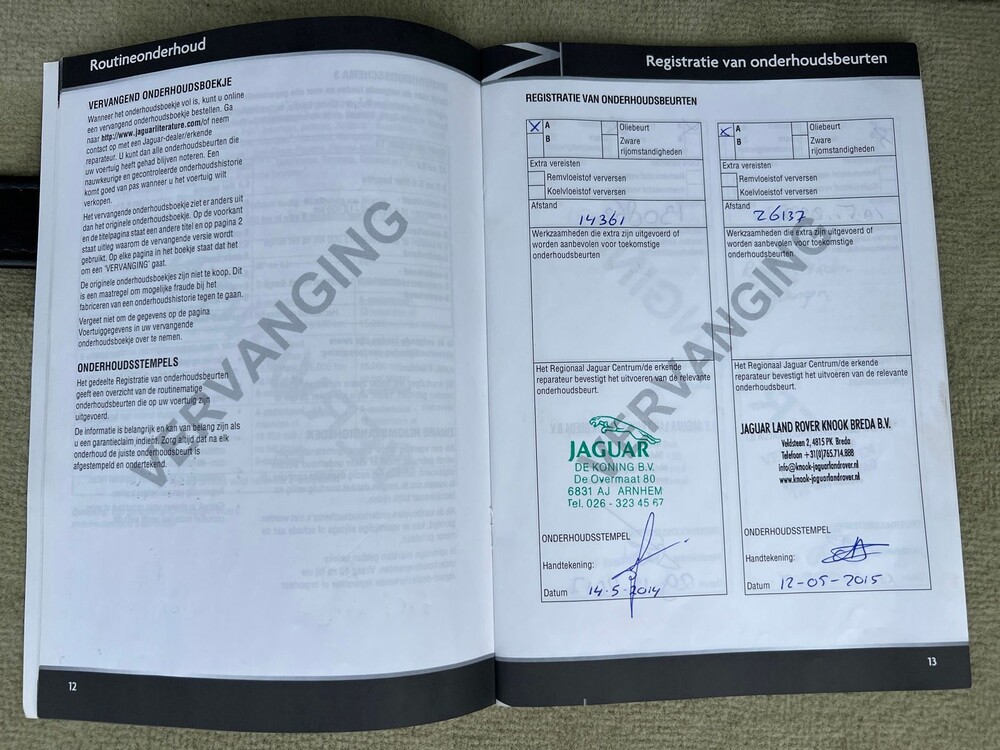 Routineonderhoud
VERVANGEND ONDERHOUDSBOEKJE
Wanneer het onderhoudsboekje vol is, kunt u online
een vervangend onderhoudsboekje bestellen. Ga
naar http://www.jaguarliterature.com/of neem
contact op met een Jaguar-dealer/erkende
reparateur. U kunt dan alle onderhoudsbeurten die
uw voertuig heeft gehad blijven noteren. Een
nauwkeurige en gecontroleerde onderhoudshistorie
komt goed van pas wanneer u het voertuig wilt
verkopen.
Het vervangende onderhoudsboekje ziet er anders uit
dan het originele onderhoudsboekje. Op de voorkant
en de titelpagina staat een andere titel en op pagina 2
staat uitleg waarom de vervangende versie wordt
gebruikt. Op elke pagina in het boekje staat dat het
om een 'VERVANGING' gaat.
De originele onderhoudsboekjes zijn niet te koop. Dit
is een maatregel om mogelijke fraude bij het
fabriceren van een onderhoudshistorie tegen te gaan.
Vergeet niet om de gegevens op de pagina
Voertuiggegevens in uw vervangende
onderhoudsboekje over te nemen.
ONDERHOUDSSTEMPELS
Het gedeelte Registratie van onderhoudsbeurten
geeft een overzicht van de routinematige
onderhoudsbeurten die op uw voertuig zijn
uitgevoerd.
De informatie is belangrijk en kan van belang zijn als
u een garantieclaim indient. Zorg altijd dat na elk
onderhoud de juiste onderhoudsbeurt is
afgestempeld en ondertekend.
VERVANGING
12
Registratie van onderhoudsbeurten
REGISTRATIE VAN ONDERHOUDSBEURTEN
X A Oliebeurt
B Zware
rijomstandigheden
Extra vereisten
Remvloeistof verversen
Koelvloeistof verversen
Afstand
14361
Werkzaamheden die extra zijn uitgevoerd of
worden aanbevolen voor toekomstige
onderhoudsbeurten
Het Regionaal Jaguar Centrum/de erkende
reparateur bevestigt het uitvoeren van de relevante
onderhoudsbeurt.
JAGUAR
DE KONING B.V.
De Overmaat 80
6831 AJ ARNHEM
Tel. 026 - 323 45 67
ONDERHOUDSSTEMPEL
Handtekening:
Datum 14-5-2014
X A Oliebeurt
B Zware
rijomstandigheden
Extra vereisten
Remvloeistof verversen
Koelvloeistof verversen
Afstand
26137
Werkzaamheden die extra zijn uitgevoerd of
worden aanbevolen voor toekomstige
onderhoudsbeurten
Het Regionaal Jaguar Centrum/de erkende
reparateur bevestigt het uitvoeren van de relevante
onderhoudsbeurt.
JAGUAR LAND ROVER KNOOK BREDA B.V.
Veldsteen 2, 4815 PK Breda
Telefoon +31(0)765.714.888
info@knook-jaguarlandrover.nl
www.knook-jaguarlandrover.nl
ONDERHOUDSSTEMPEL
Handtekening:
Datum 12-05-2015
VERVANGING
13